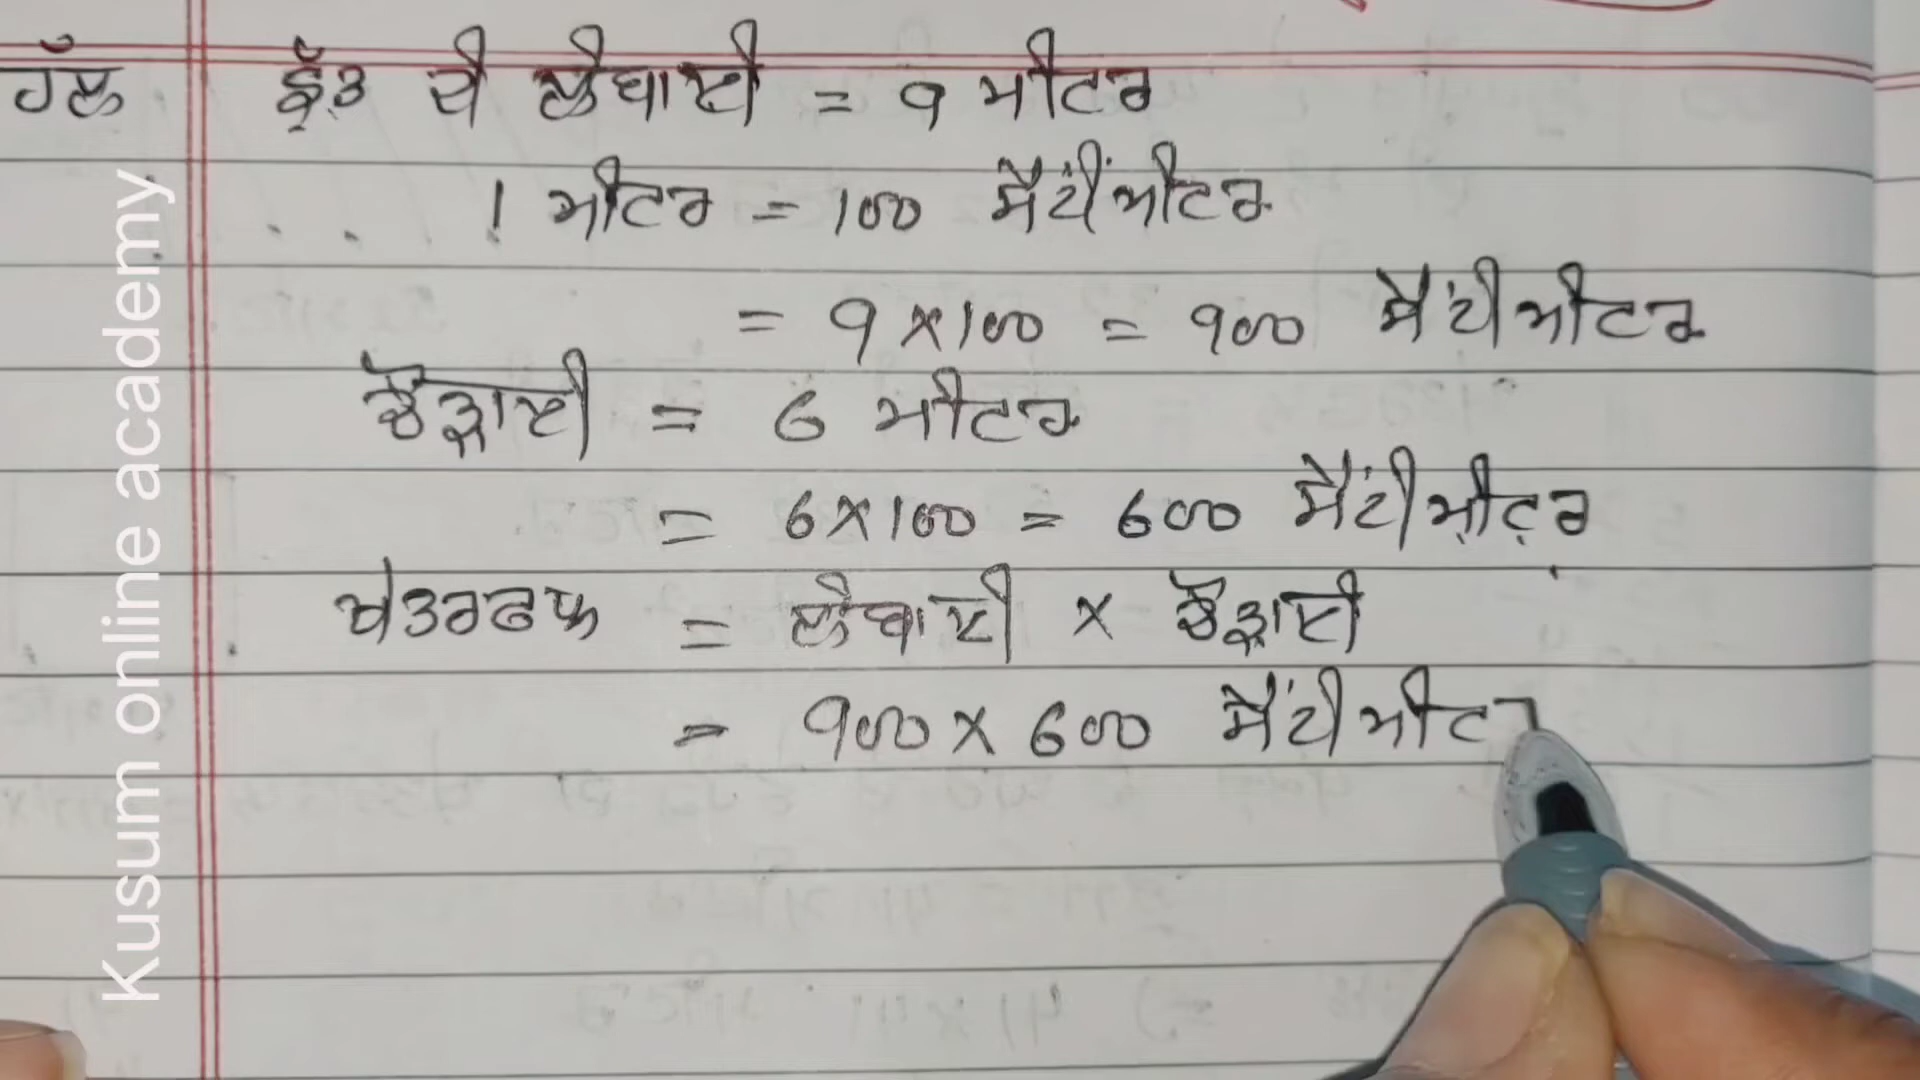 ਹੱਲ ਛੱਤ ਦੀ ਲੰਬਾਈ = 9 ਮੀਟਰ
1 ਮੀਟਰ = 100 ਸੈਂਟੀਮੀਟਰ
= 9 × 100 = 900 ਸੈਂਟੀਮੀਟਰ
ਚੌੜਾਈ = 6 ਮੀਟਰ
= 6 × 100 = 600 ਸੈਂਟੀਮੀਟਰ
ਖੇਤਰਫਲ = ਲੰਬਾਈ × ਚੌੜਾਈ
= 900 × 600 ਸੈਂਟੀਮੀਟ
Kusum online academy